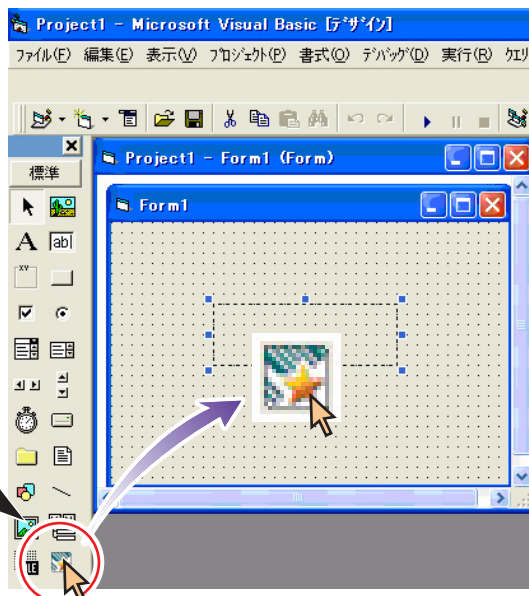 Project1 - Microsoft Visual Basic [ﾃﾞｻﾞｲﾝ]
ﾌｧｲﾙ(F) 編集(E) 表示(V) ﾌﾟﾛｼﾞｪｸﾄ(P) 書式(O) ﾃﾞﾊﾞｯｸﾞ(D) 実行(R) ｸｴﾘ
標準
Project1 - Form1 (Form)
Form1
A ab|
XY